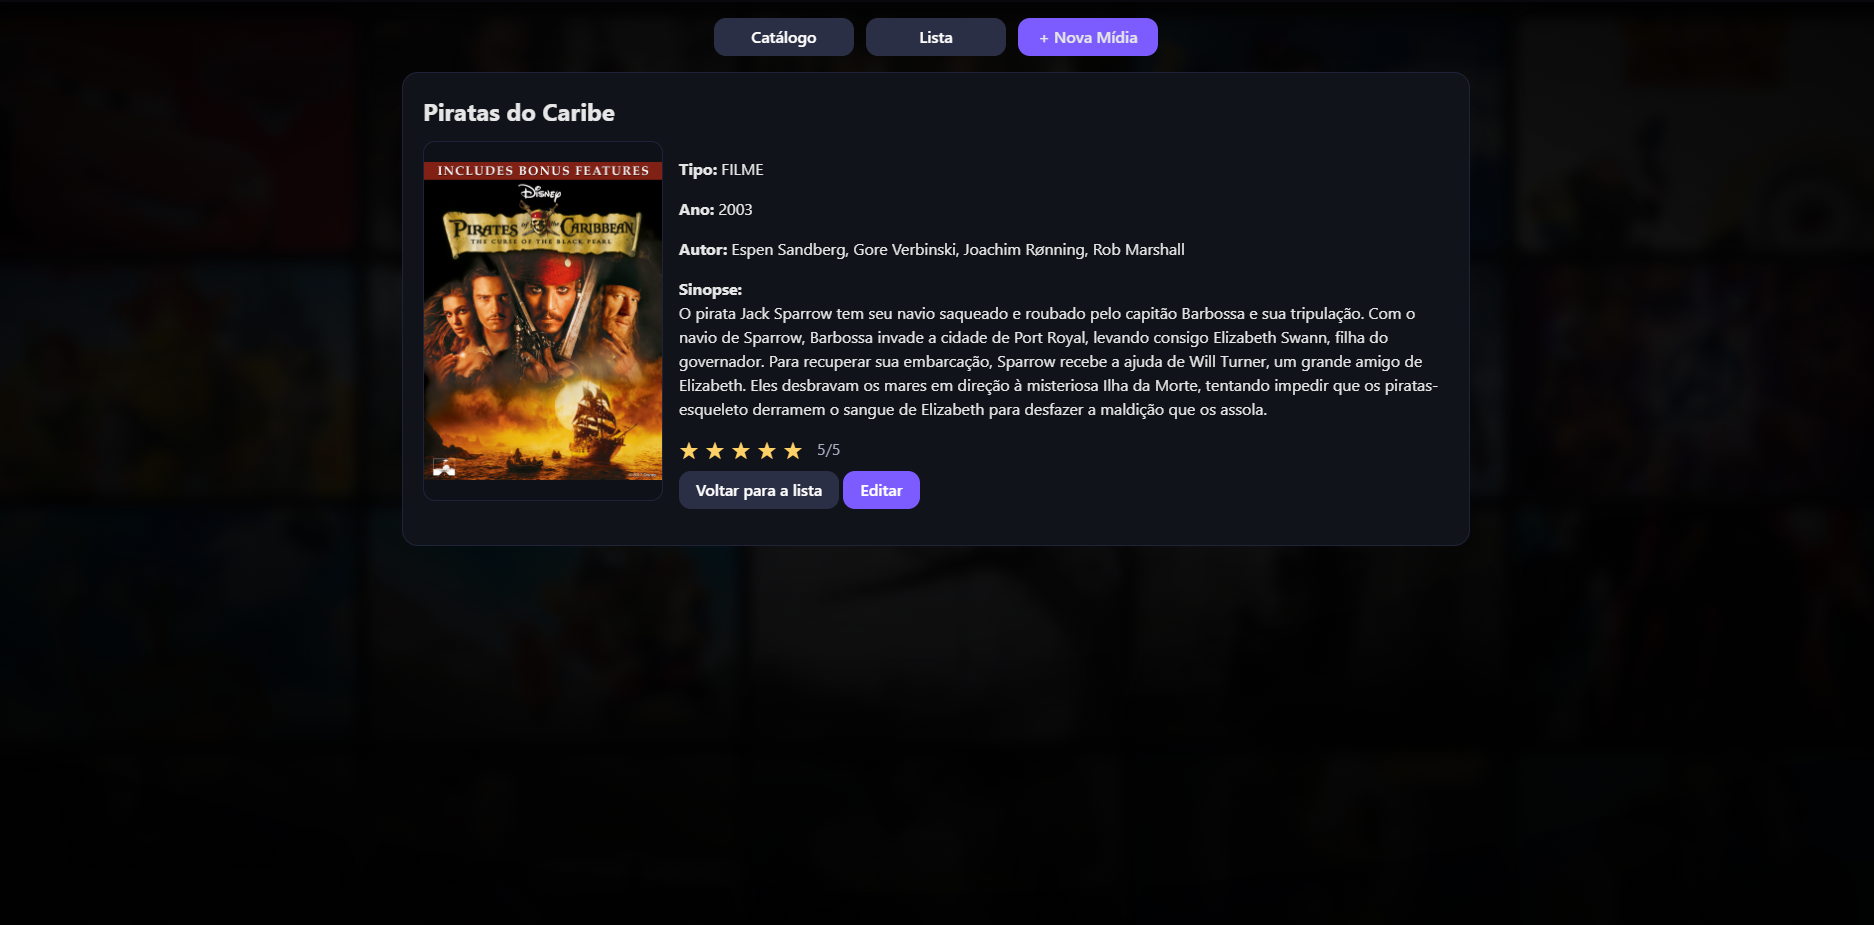 Catálogo
Lista
+ Nova Mídia
Piratas do Caribe
INCLUDES BONUS FEATURES
Disney
PIRATES of the CARIBBEAN
THE CURSE OF THE BLACK PEARL
Tipo: FILME
Ano: 2003
Autor: Espen Sandberg, Gore Verbinski, Joachim Rønning, Rob Marshall
Sinopse:
O pirata Jack Sparrow tem seu navio saqueado e roubado pelo capitão Barbossa e sua tripulação. Com o
navio de Sparrow, Barbossa invade a cidade de Port Royal, levando consigo Elizabeth Swann, filha do
governador. Para recuperar sua embarcação, Sparrow recebe a ajuda de Will Turner, um grande amigo de
Elizabeth. Eles desbravam os mares em direção à misteriosa Ilha da Morte, tentando impedir que os piratas-
esqueleto derramem o sangue de Elizabeth para desfazer a maldição que os assola.
5/5
Voltar para a lista
Editar